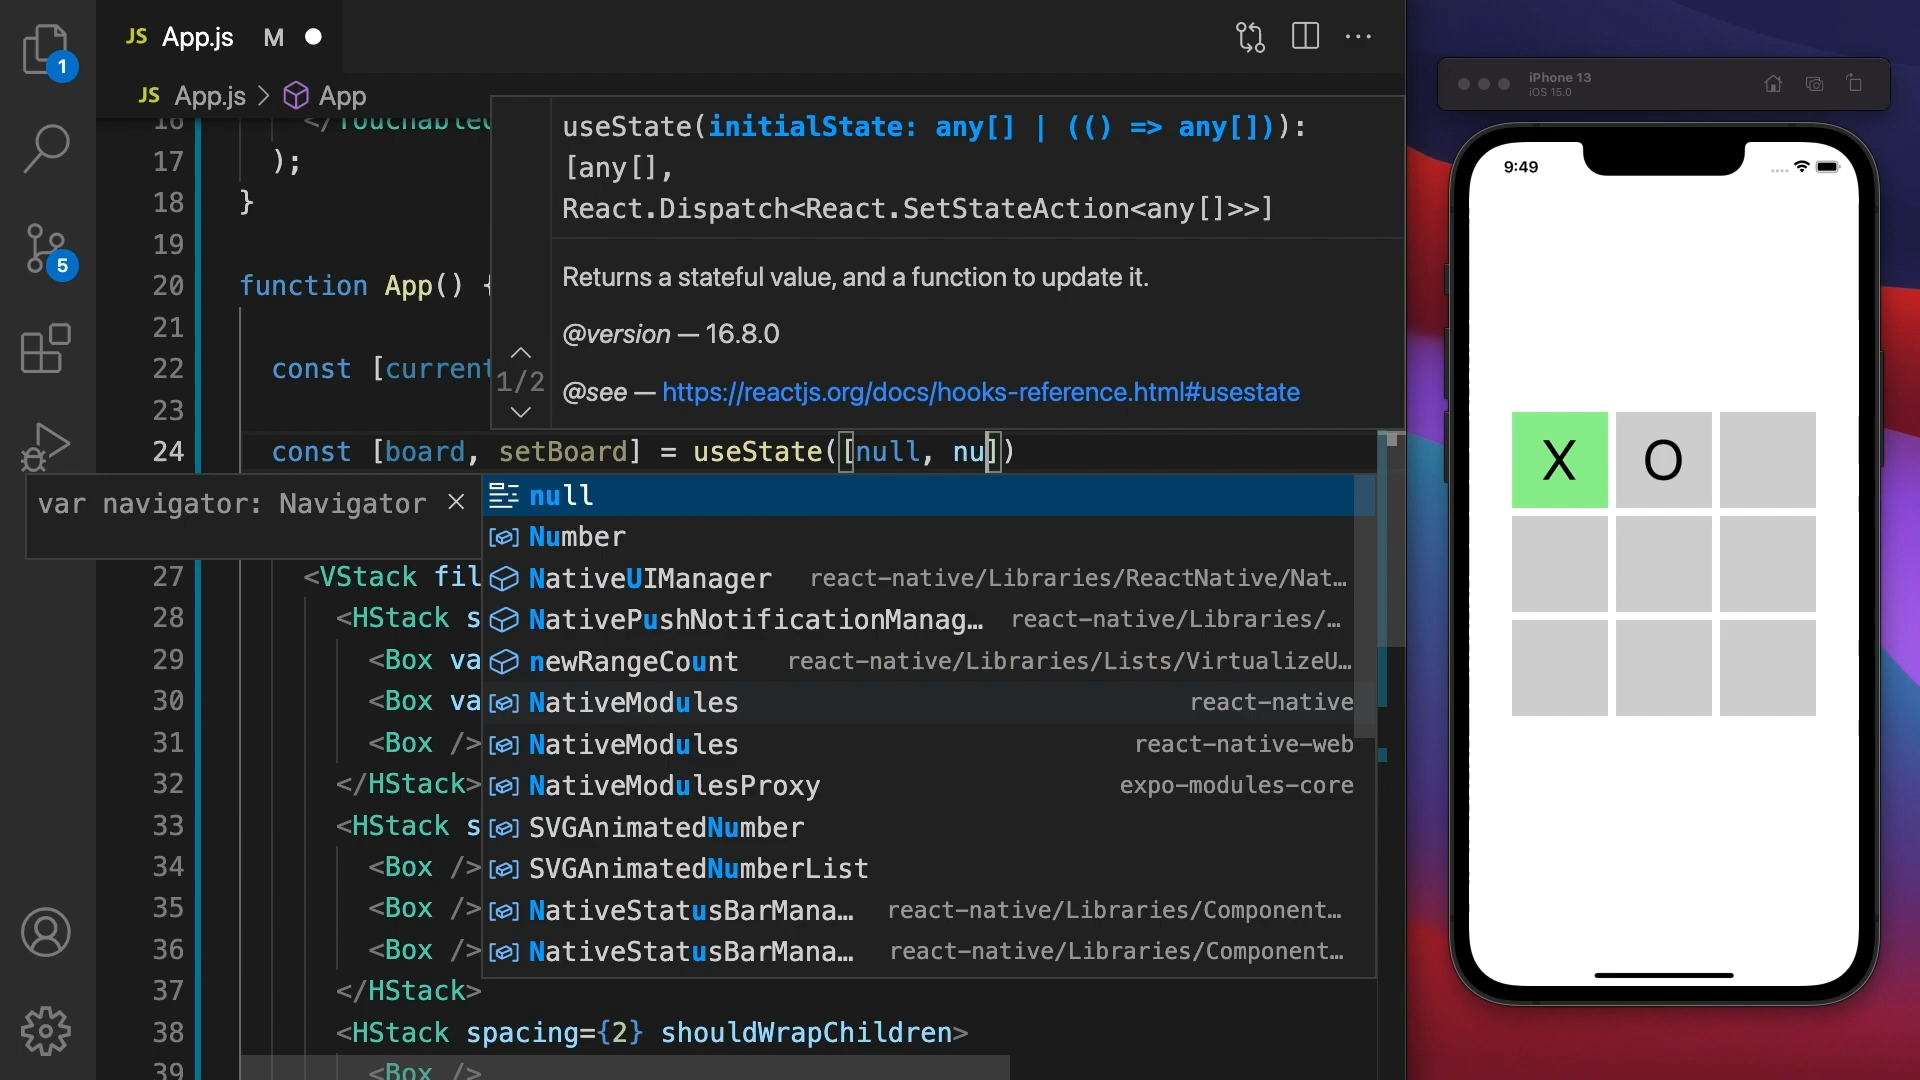 JS App.js M
JS App.js > App
1
5
16 </Touchable
17 );
18 }
19
20 function App() {
21
22 const [current
23
24 const [board, setBoard] = useState([null, nu])
useState(initialState: any[] | (() => any[])):
[any[],
React.Dispatch<React.SetStateAction<any[]>>]
Returns a stateful value, and a function to update it.
@version — 16.8.0
1/2
@see — https://reactjs.org/docs/hooks-reference.html#usestate
var navigator: Navigator ×
null
Number
NativeUIManager react-native/Libraries/ReactNative/Nat…
NativePushNotificationManag… react-native/Libraries/…
newRangeCount react-native/Libraries/Lists/VirtualizeU…
NativeModules react-native
NativeModules react-native-web
NativeModulesProxy expo-modules-core
SVGAnimatedNumber
SVGAnimatedNumberList
NativeStatusBarMana… react-native/Libraries/Component…
NativeStatusBarMana… react-native/Libraries/Component…
27 <VStack fil
28 <HStack s
29 <Box va
30 <Box va
31 <Box />
32 </HStack>
33 <HStack s
34 <Box />
35 <Box />
36 <Box />
37 </HStack>
38 <HStack spacing={2} shouldWrapChildren>
39 <Box />
iPhone 13
iOS 15.0
9:49
X O